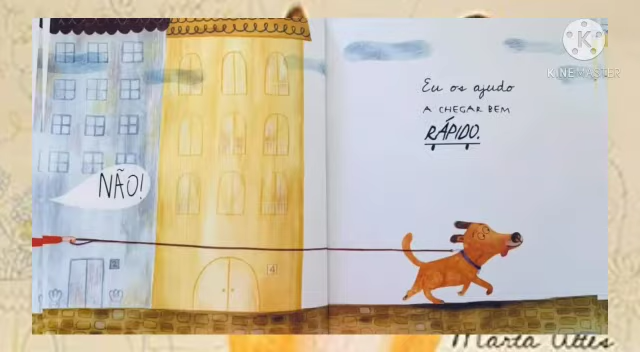 NÃO!
Eu os ajudo
A CHEGAR BEM
RÁPIDO.
4
KINEMASTER
Marta Altés